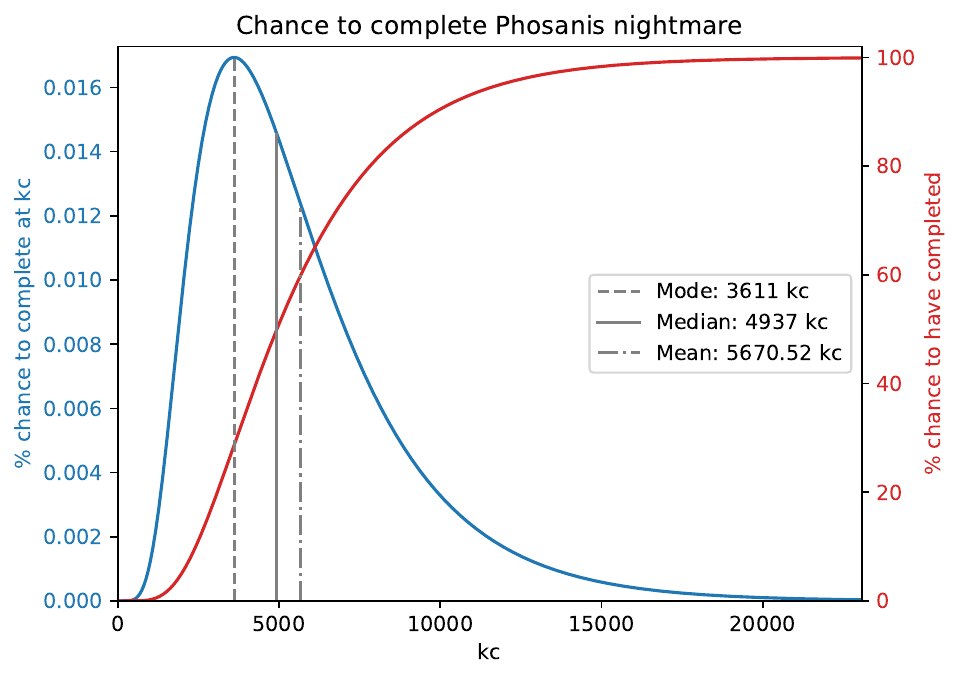 Chance to complete Phosanis nightmare
% chance to complete at kc
0.016
0.014
0.012
0.010
0.008
0.006
0.004
0.002
0.000
100
80
60
40
20
0
% chance to have completed
Mode: 3611 kc
Median: 4937 kc
Mean: 5670.52 kc
0 5000 10000 15000 20000
kc